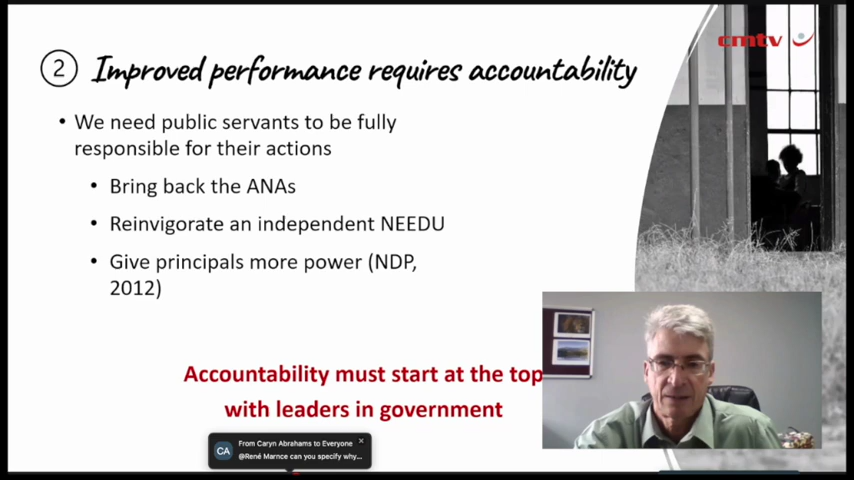 cmtv
2 Improved performance requires accountability
• We need public servants to be fully
responsible for their actions
• Bring back the ANAs
• Reinvigorate an independent NEEDU
• Give principals more power (NDP,
2012)
Accountability must start at the top
with leaders in government
CA
From Caryn Abrahams to Everyone
@René Marnce can you specify why...